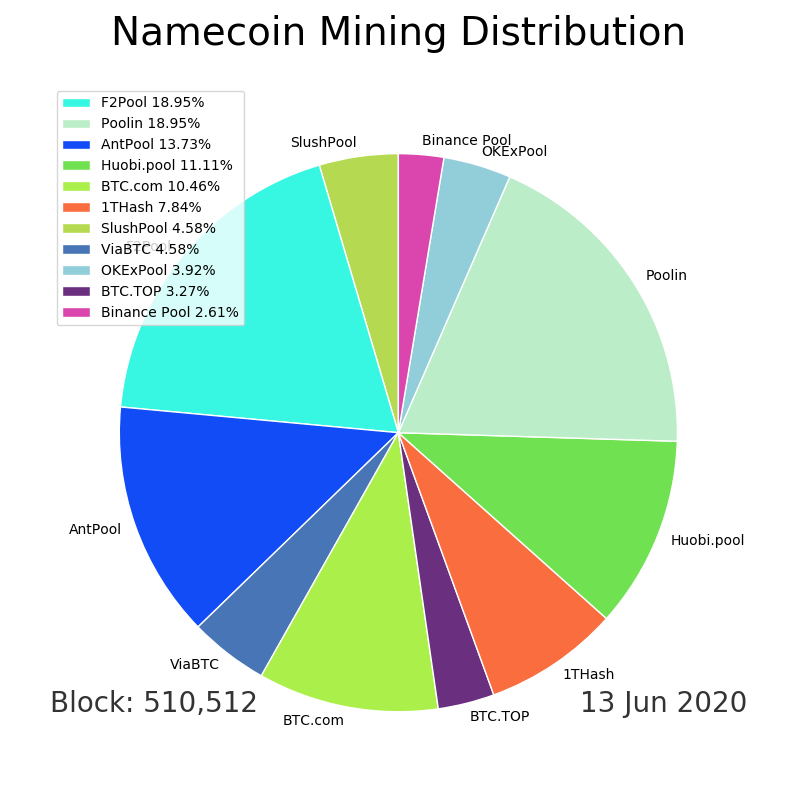 Namecoin Mining Distribution
F2Pool 18.95%
Poolin 18.95%
AntPool 13.73%
Huobi.pool 11.11%
BTC.com 10.46%
1THash 7.84%
SlushPool 4.58%
ViaBTC 4.58%
OKExPool 3.92%
BTC.TOP 3.27%
Binance Pool 2.61%
SlushPool
Binance Pool
OKExPool
F2Pool
Poolin
AntPool
Huobi.pool
ViaBTC
1THash
BTC.com
BTC.TOP
Block: 510,512
13 Jun 2020